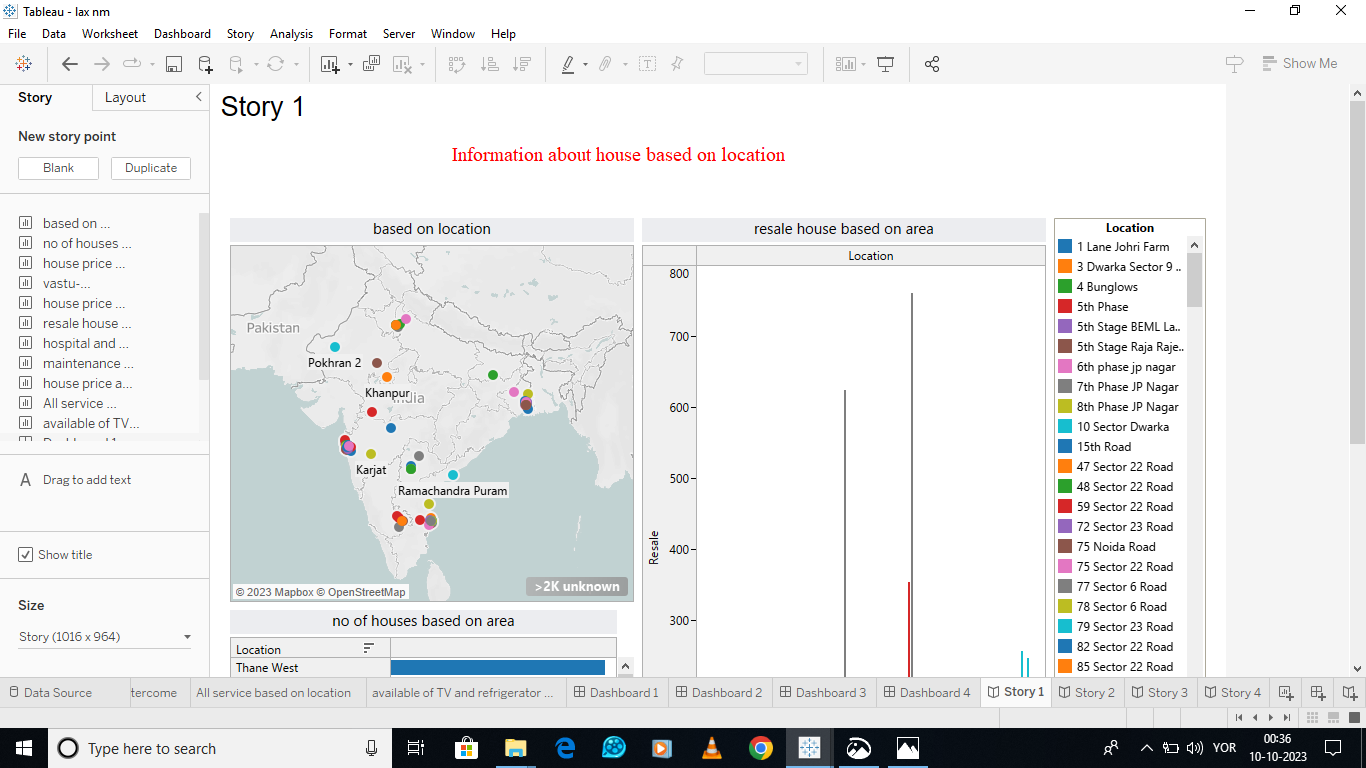 Tableau - lax nm
File Data Worksheet Dashboard Story Analysis Format Server Window Help
Show Me
Story Layout
New story point
Blank Duplicate
based on ...
no of houses ...
house price ...
vastu-...
house price ...
resale house ...
hospital and ...
maintenance ...
house price a...
All service ...
available of TV...
Drag to add text
Show title
Size
Story (1016 x 964)
Story 1
Information about house based on location
based on location
Pakistan
Pokhran 2
Khanpur
India
Karjat
Ramachandra Puram
© 2023 Mapbox © OpenStreetMap
>2K unknown
no of houses based on area
Location
Thane West
resale house based on area
Location
Resale
800
700
600
500
400
300
Location
1 Lane Johri Farm
3 Dwarka Sector 9 ..
4 Bunglows
5th Phase
5th Stage BEML La..
5th Stage Raja Raje..
6th phase jp nagar
7th Phase JP Nagar
8th Phase JP Nagar
10 Sector Dwarka
15th Road
47 Sector 22 Road
48 Sector 22 Road
59 Sector 22 Road
72 Sector 23 Road
75 Noida Road
75 Sector 22 Road
77 Sector 6 Road
78 Sector 6 Road
79 Sector 23 Road
82 Sector 22 Road
85 Sector 22 Road
Data Source tercome All service based on location available of TV and refrigerator ... Dashboard 1 Dashboard 2 Dashboard 3 Dashboard 4 Story 1 Story 2 Story 3 Story 4
Type here to search
YOR
00:36
10-10-2023